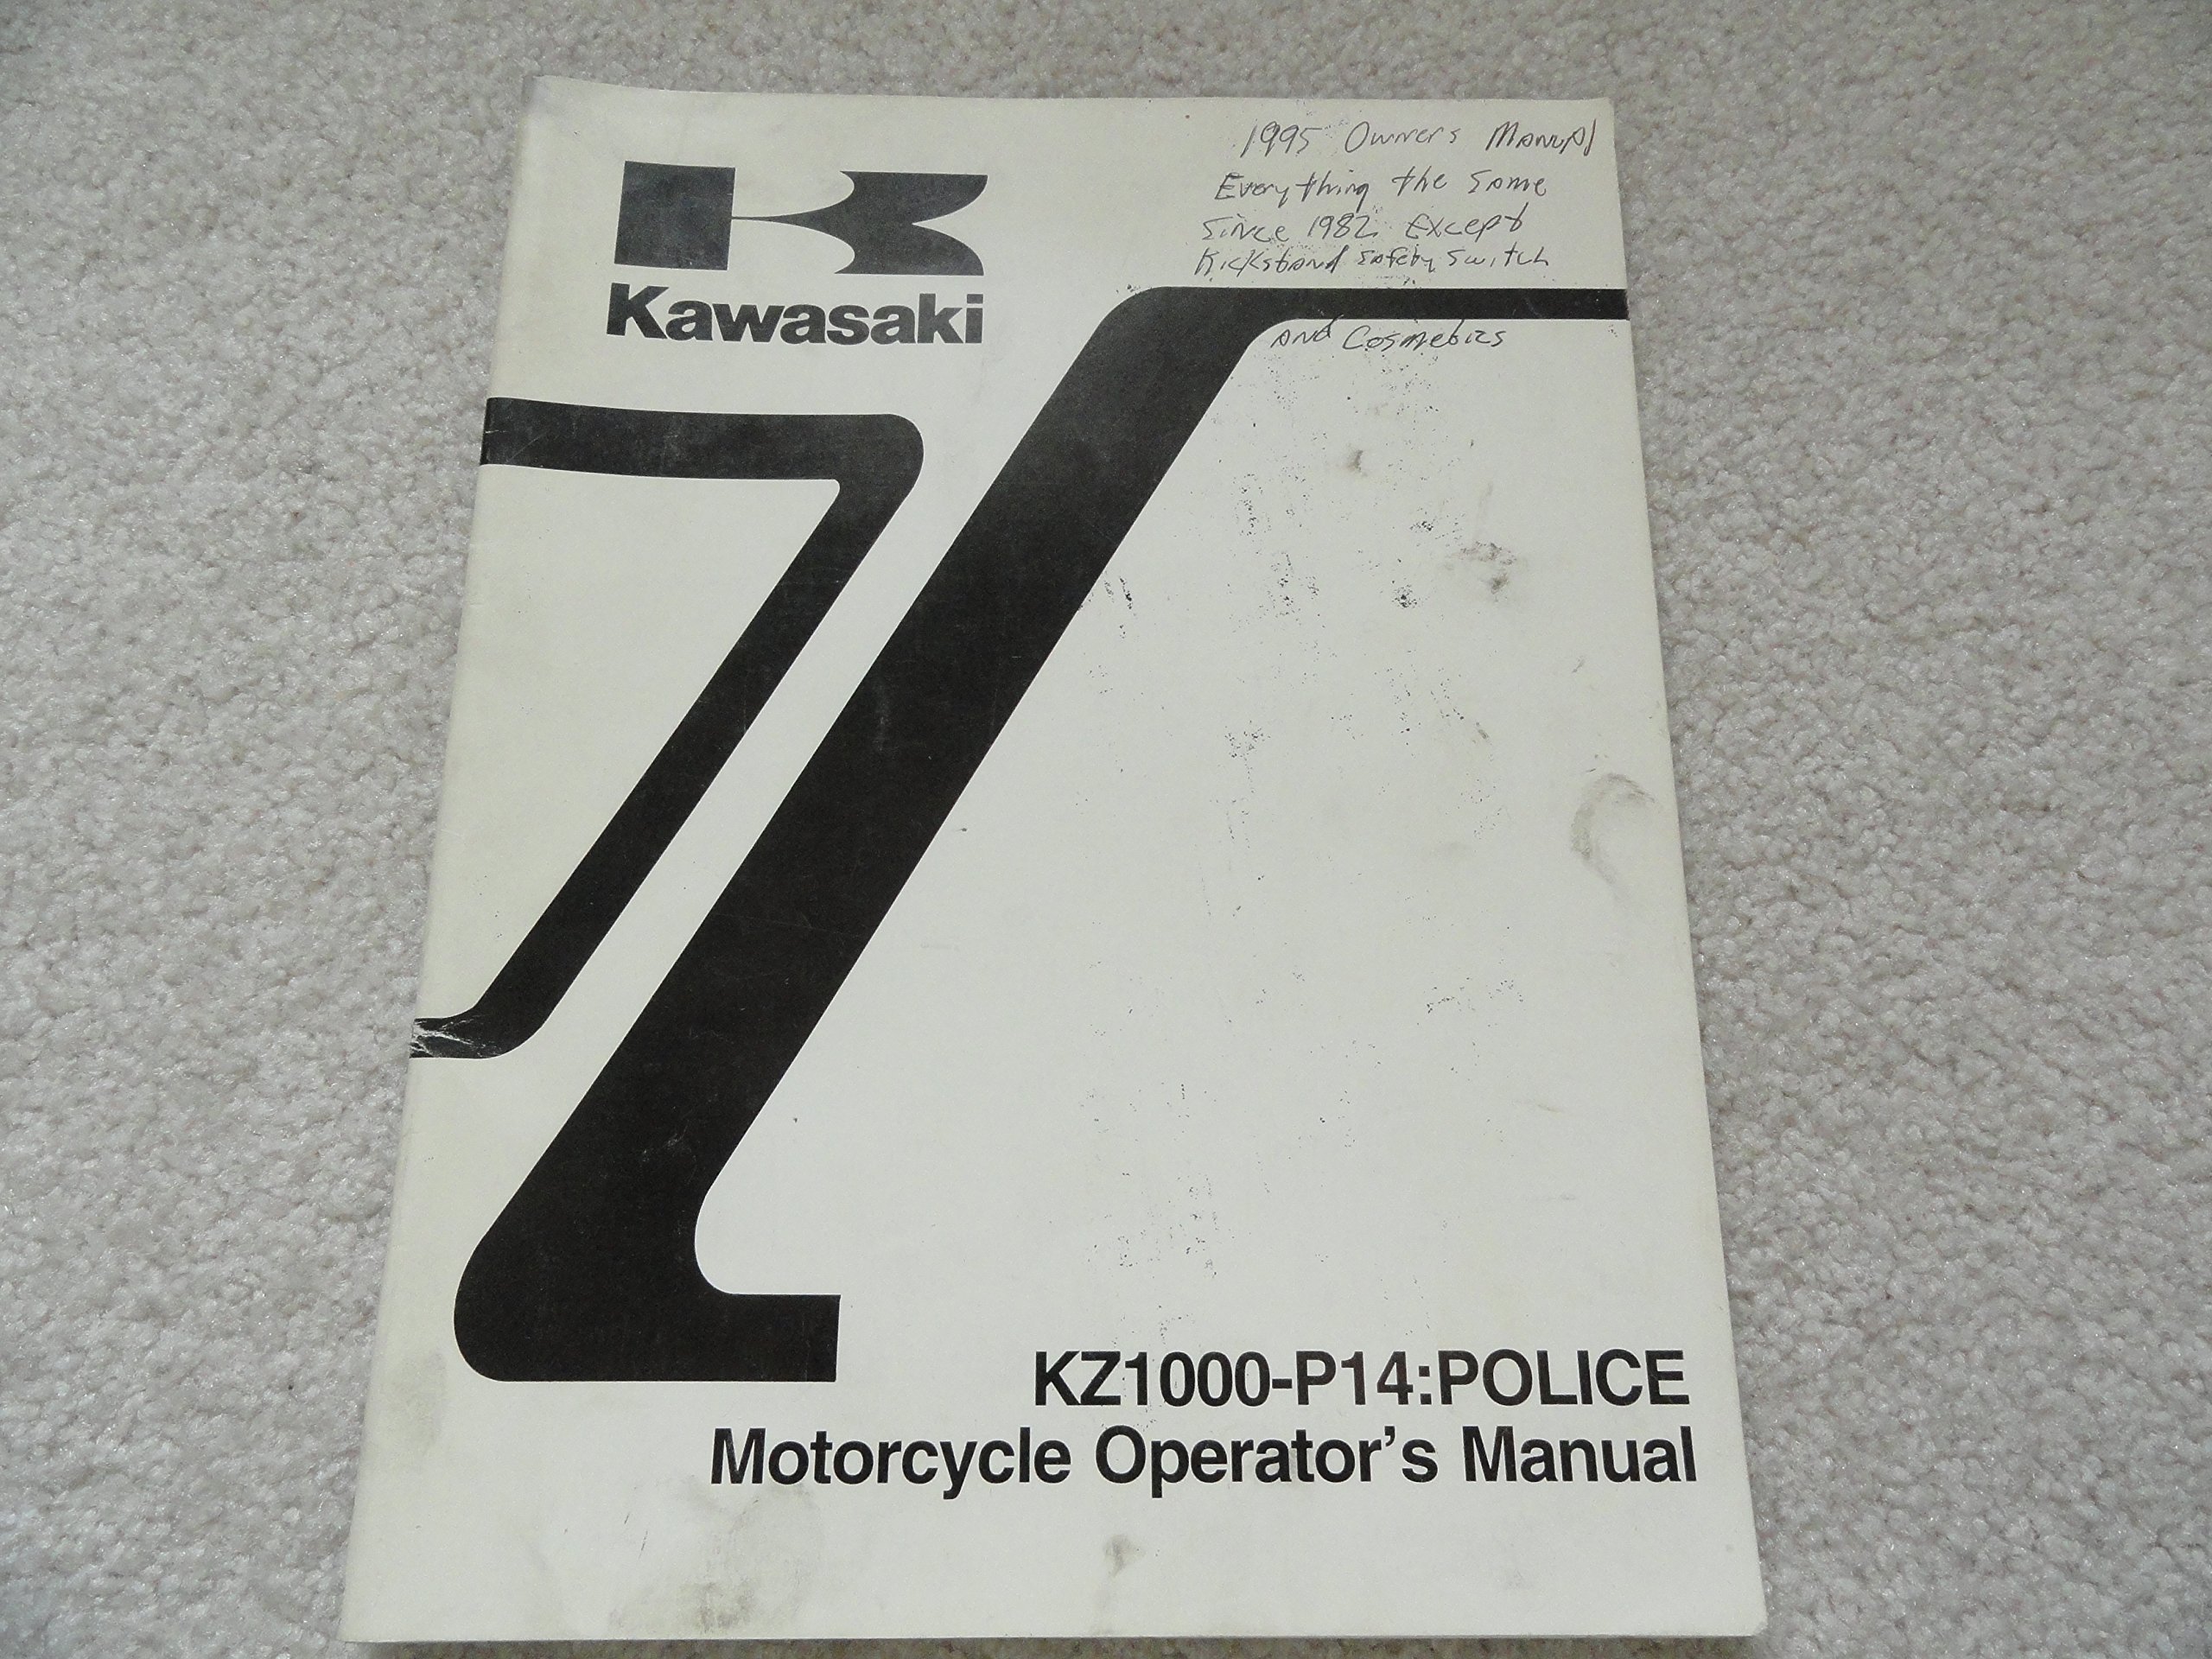 1995 Owners Manual
Everything the Same
Since 1982 Except
Kickstand Safety Switch
and Cosmetics
Kawasaki
KZ1000-P14:POLICE
Motorcycle Operator's Manual